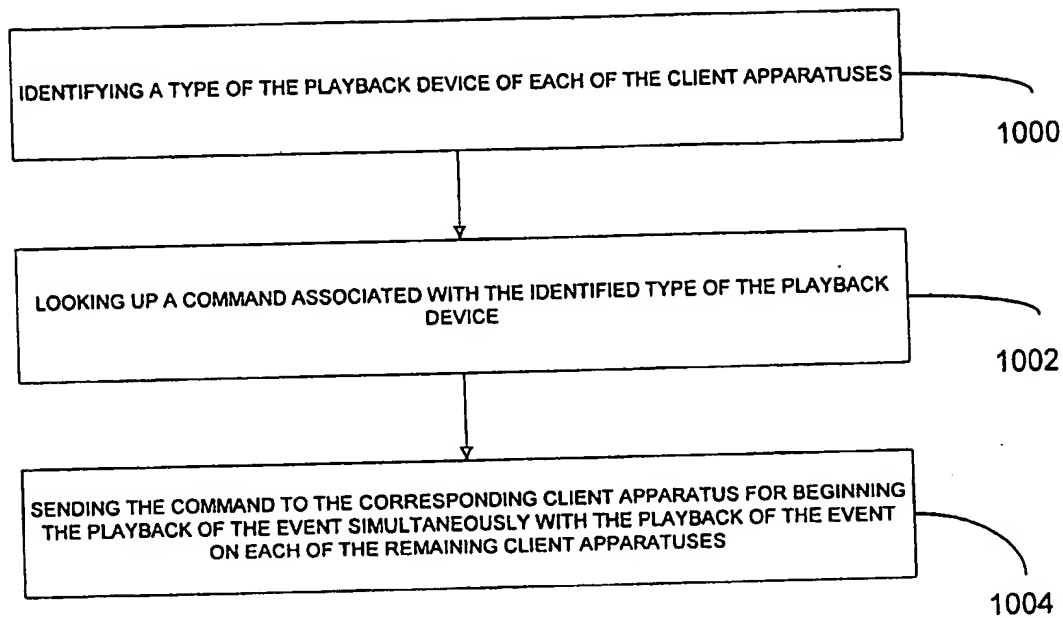 IDENTIFYING A TYPE OF THE PLAYBACK DEVICE OF EACH OF THE CLIENT APPARATUSES
1000
LOOKING UP A COMMAND ASSOCIATED WITH THE IDENTIFIED TYPE OF THE PLAYBACK
DEVICE
1002
SENDING THE COMMAND TO THE CORRESPONDING CLIENT APPARATUS FOR BEGINNING
THE PLAYBACK OF THE EVENT SIMULTANEOUSLY WITH THE PLAYBACK OF THE EVENT
ON EACH OF THE REMAINING CLIENT APPARATUSES
1004